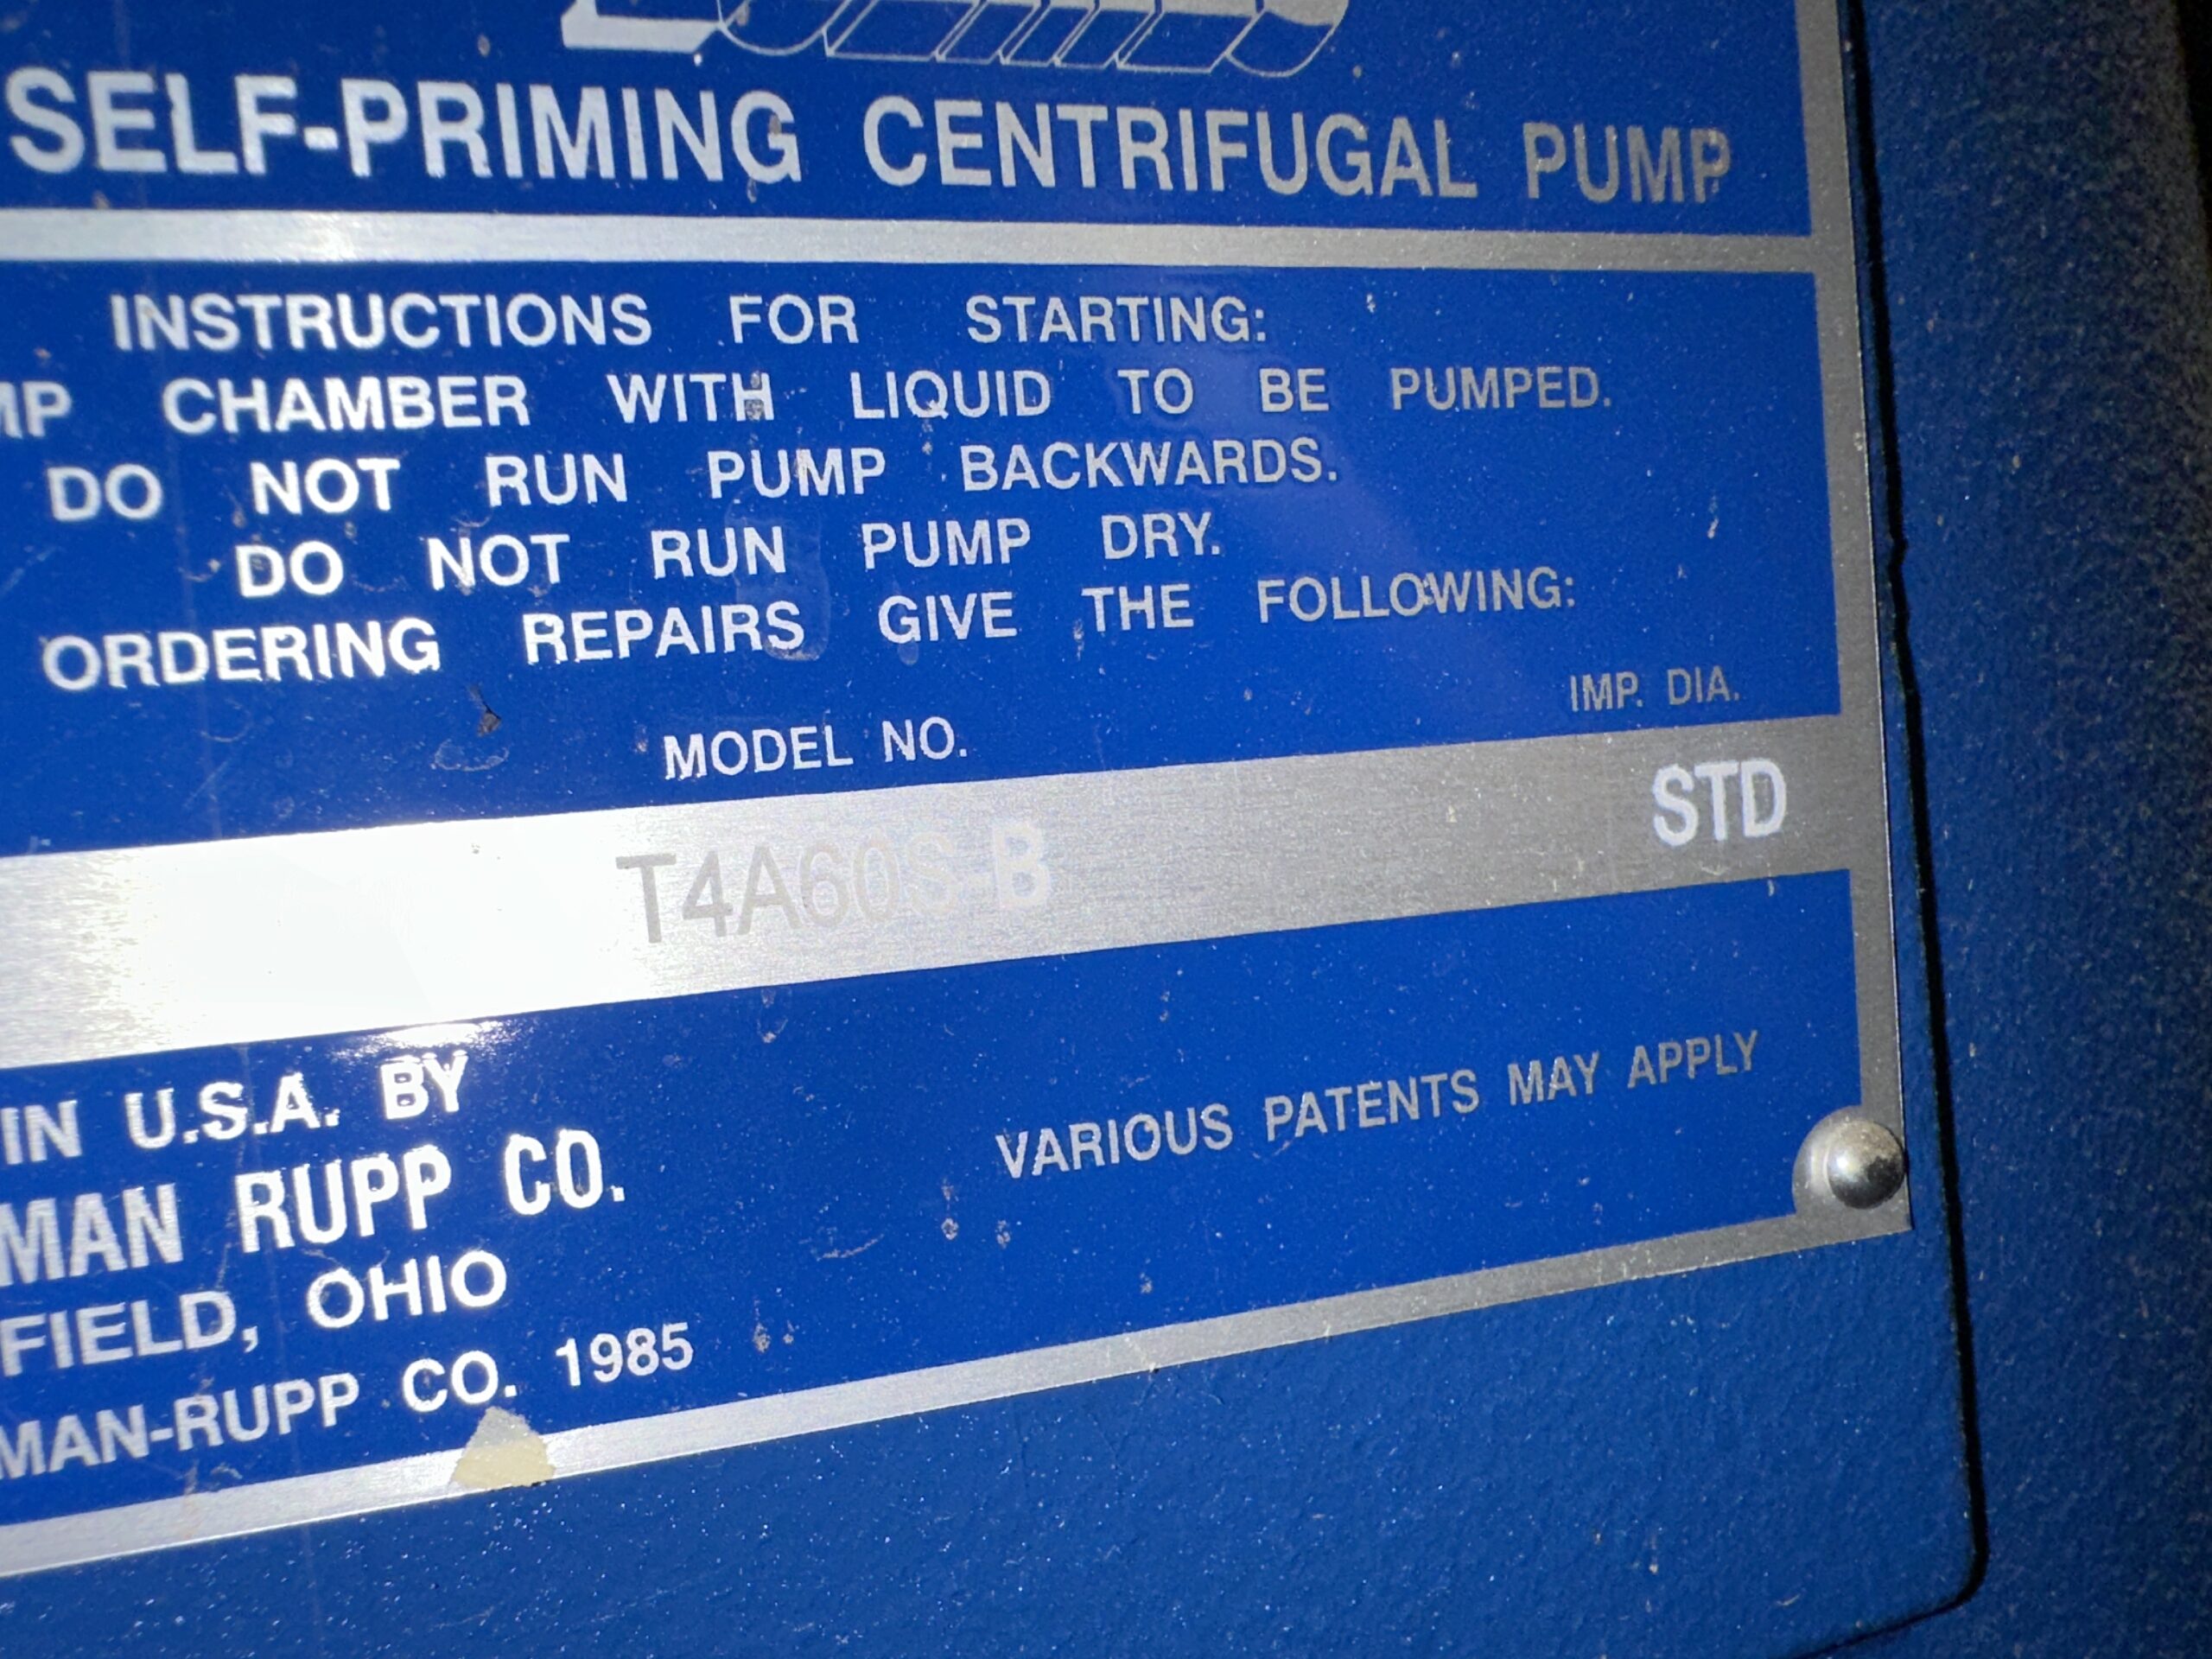 SELF-PRIMING CENTRIFUGAL PUMP
INSTRUCTIONS FOR STARTING:
MP CHAMBER WITH LIQUID TO BE PUMPED.
DO NOT RUN PUMP BACKWARDS.
DO NOT RUN PUMP DRY.
ORDERING REPAIRS GIVE THE FOLLOWING:
MODEL NO. IMP. DIA.
T4A60S-B STD
IN U.S.A. BY
MAN RUPP CO.
FIELD, OHIO
MAN-RUPP CO. 1985
VARIOUS PATENTS MAY APPLY